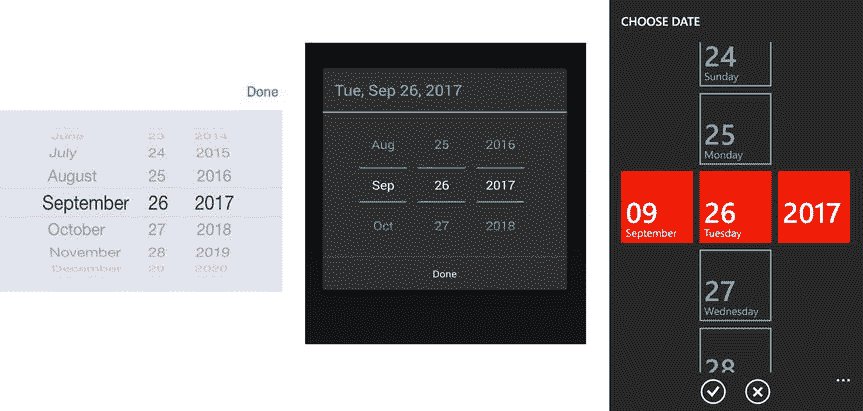 Done
June 23 2014
July 24 2015
August 25 2016
September 26 2017
October 27 2018
November 28 2019
December 29 2020
Tue, Sep 26, 2017
Aug 25 2016
Sep 26 2017
Oct 27 2018
Done
CHOOSE DATE
24
Sunday
25
Monday
09 26 2017
September Tuesday
27
Wednesday
28